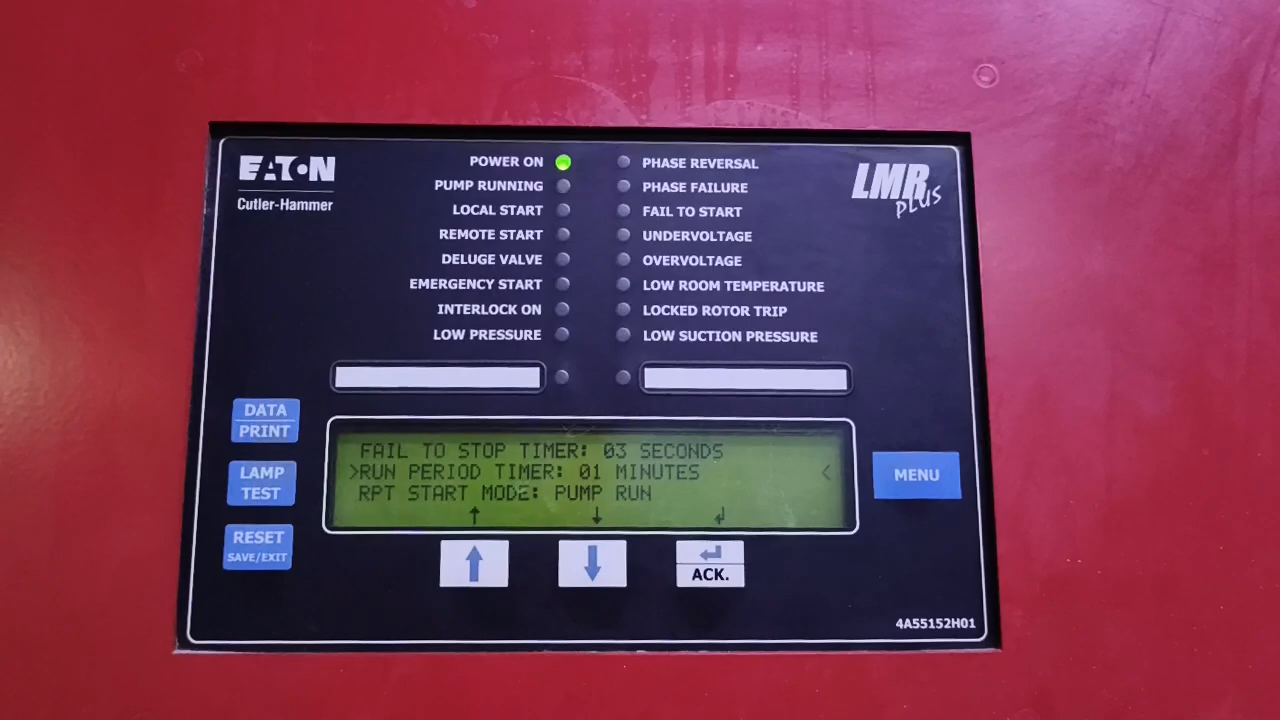 EATON
Cutler-Hammer
LMR
PLUS
POWER ON
PUMP RUNNING
LOCAL START
REMOTE START
DELUGE VALVE
EMERGENCY START
INTERLOCK ON
LOW PRESSURE
PHASE REVERSAL
PHASE FAILURE
FAIL TO START
UNDERVOLTAGE
OVERVOLTAGE
LOW ROOM TEMPERATURE
LOCKED ROTOR TRIP
LOW SUCTION PRESSURE
DATA
PRINT
LAMP
TEST
RESET
SAVE/EXIT
FAIL TO STOP TIMER: 03 SECONDS
>RUN PERIOD TIMER: 01 MINUTES <
RPT START MODE: PUMP RUN
↑ ↓ ↲
MENU
↑ ↓ ↲
ACK.
4A55152H01